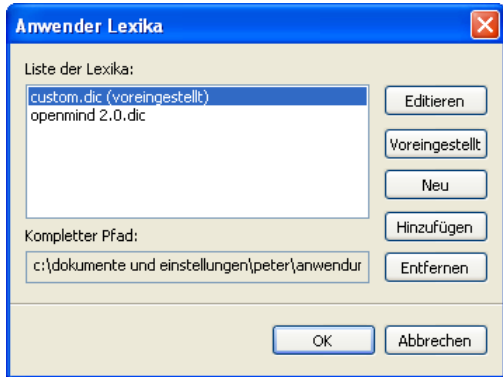 Anwender Lexika
Liste der Lexika:
custom.dic (voreingestellt)
openmind 2.0.dic
Editieren
Voreingestellt
Neu
Hinzufügen
Entfernen
Kompletter Pfad:
c:\dokumente und einstellungen\peter\anwendur
OK
Abbrechen